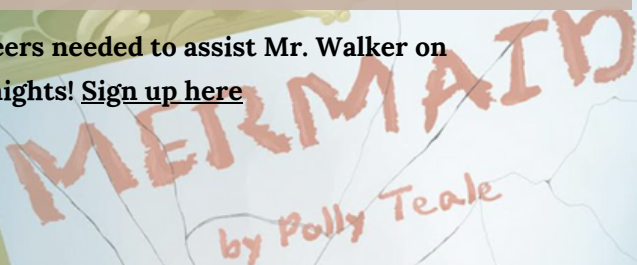 eers needed to assist Mr. Walker on
nights! Sign up here
MERMAID
by Polly Teale